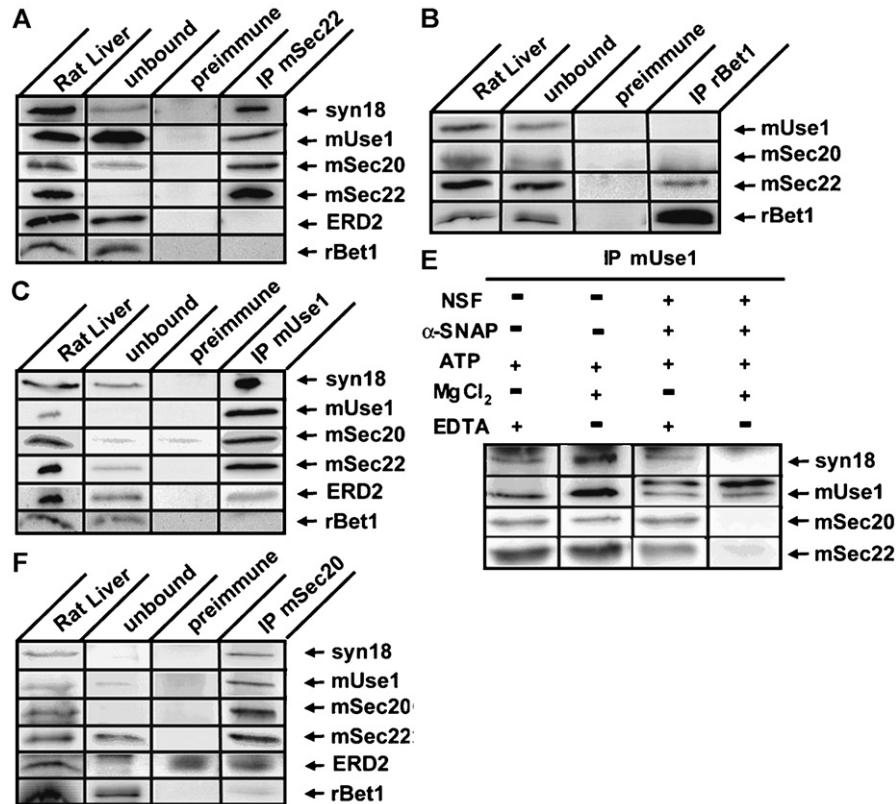 A
Rat Liver
unbound
preimmune
IP mSec22
← syn18
← mUse1
← mSec20
← mSec22
← ERD2
← rBet1
B
Rat Liver
unbound
preimmune
IP rBet1
← mUse1
← mSec20
← mSec22
← rBet1
C
Rat Liver
unbound
preimmune
IP mUse1
← syn18
← mUse1
← mSec20
← mSec22
← ERD2
← rBet1
E
IP mUse1
NSF - - + +
α-SNAP - - + +
ATP + + + +
MgCl₂ - + - +
EDTA + - + -
← syn18
← mUse1
← mSec20
← mSec22
F
Rat Liver
unbound
preimmune
IP mSec20
← syn18
← mUse1
← mSec20
← mSec22
← ERD2
← rBet1